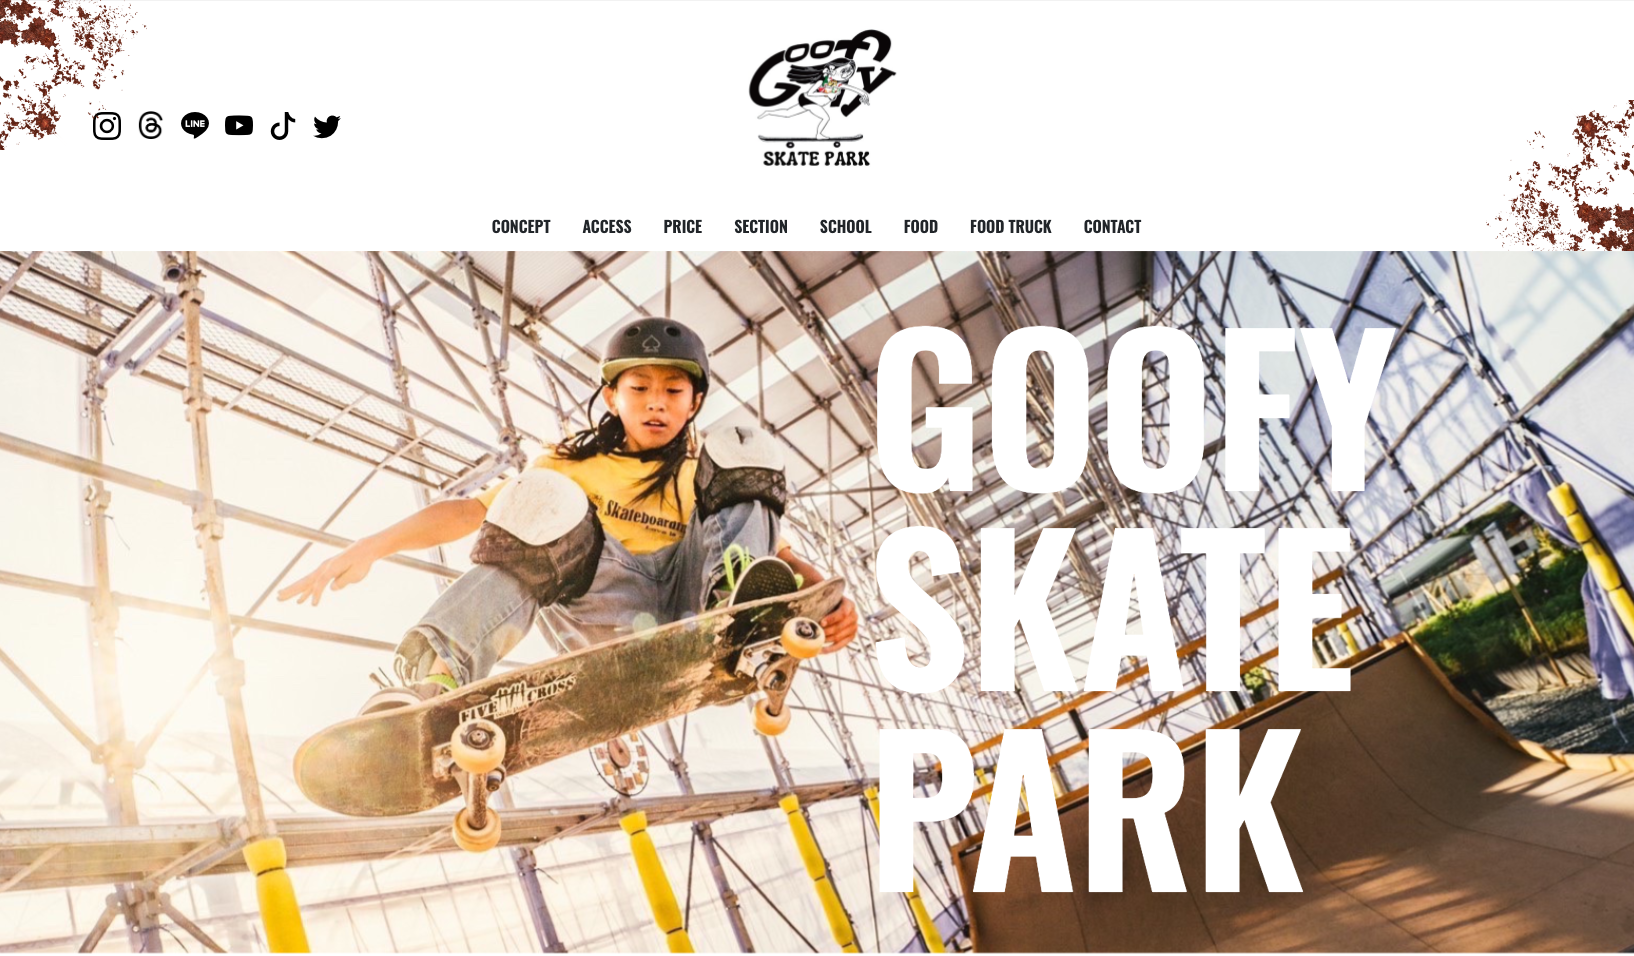 GOOFY
SKATE PARK
LINE
CONCEPT ACCESS PRICE SECTION SCHOOL FOOD FOOD TRUCK CONTACT
GOOFY
SKATE
PARK
Skateboarding
FIVE CROSS